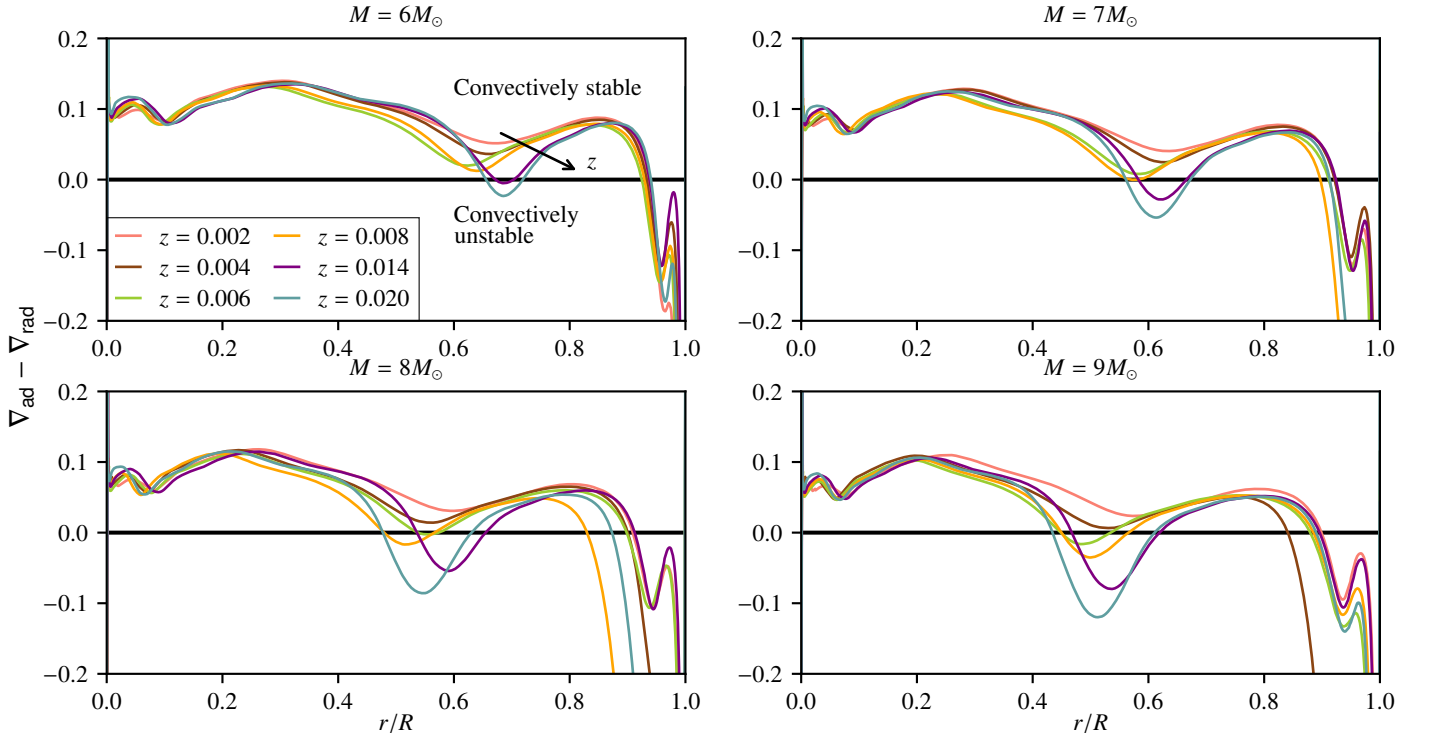 M = 6M⊙
M = 7M⊙
0.2
0.1
0.0
−0.1
−0.2
Convectively stable
z
Convectively
unstable
z = 0.002
z = 0.008
z = 0.004
z = 0.014
z = 0.006
z = 0.020
0.0 0.2 0.4 0.6 0.8 1.0
0.2
0.1
0.0
−0.1
−0.2
0.0 0.2 0.4 0.6 0.8 1.0
∇ad − ∇rad
M = 8M⊙
M = 9M⊙
0.2
0.1
0.0
−0.1
−0.2
0.0 0.2 0.4 0.6 0.8 1.0
r/R
0.2
0.1
0.0
−0.1
−0.2
0.0 0.2 0.4 0.6 0.8 1.0
r/R